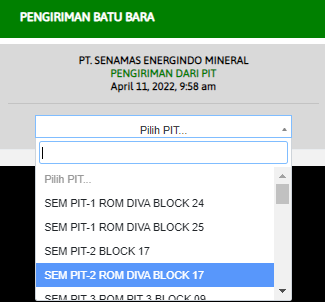 PENGIRIMAN BATU BARA
PT. SENAMAS ENERGINDO MINERAL
PENGIRIMAN DARI PIT
April 11, 2022, 9:58 am
Pilih PIT...
Pilih PIT...
SEM PIT-1 ROM DIVA BLOCK 24
SEM PIT-1 ROM DIVA BLOCK 25
SEM PIT-2 BLOCK 17
SEM PIT-2 ROM DIVA BLOCK 17
SEM PIT 3 ROM PIT 3 BLOCK 09